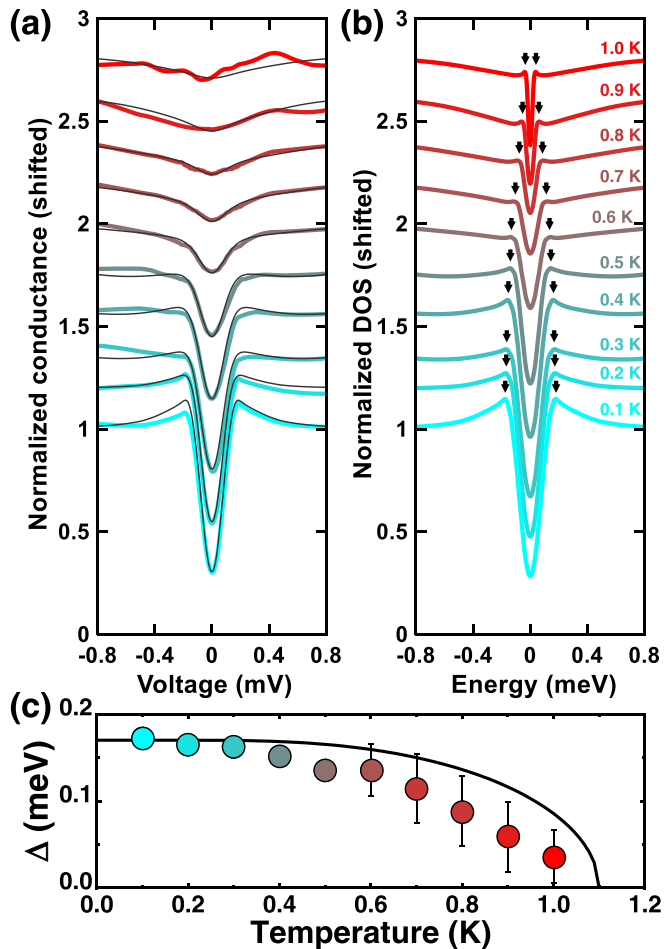 (a)
(b)
3
2.5
2
1.5
1
0.5
0
Normalized conductance (shifted)
-0.8 -0.4 0 0.4 0.8
Voltage (mV)
3
2.5
2
1.5
1
0.5
0
Normalized DOS (shifted)
1.0 K
0.9 K
0.8 K
0.7 K
0.6 K
0.5 K
0.4 K
0.3 K
0.2 K
0.1 K
-0.8 -0.4 0 0.4 0.8
Energy (meV)
(c)
0.2
0.1
0.0
Δ (meV)
0.0 0.2 0.4 0.6 0.8 1.0 1.2
Temperature (K)